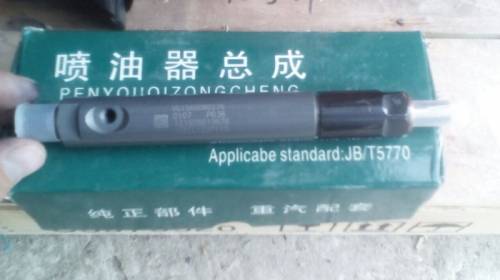 喷油器总成
PENYOUQIZONGCHENG
Applicabe standard:JB/T5770
纯正部件 重汽配套